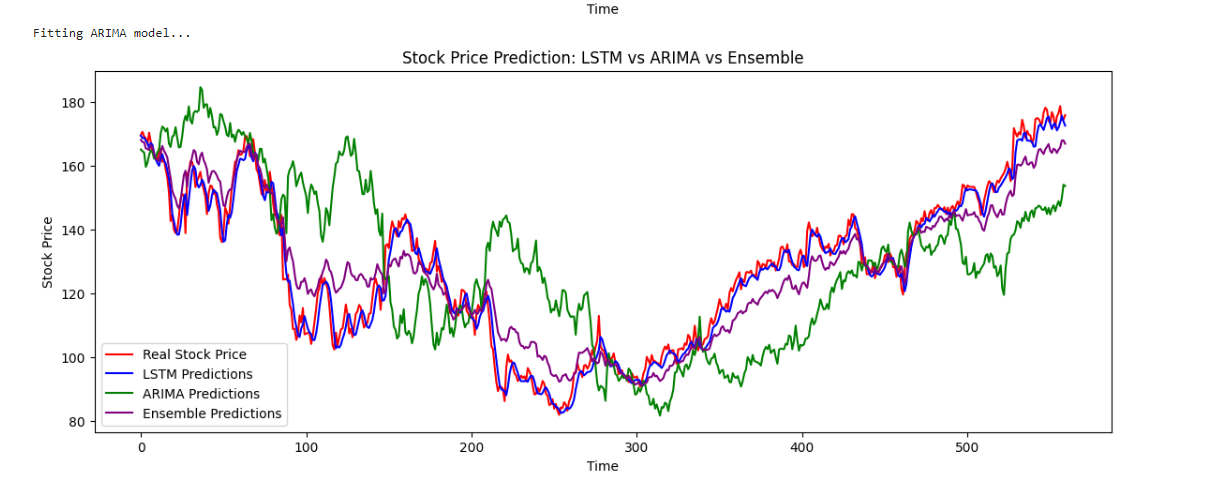 Time
Fitting ARIMA model...
Stock Price Prediction: LSTM vs ARIMA vs Ensemble
180
160
140
120
100
80
Stock Price
Real Stock Price
LSTM Predictions
ARIMA Predictions
Ensemble Predictions
0 100 200 300 400 500
Time